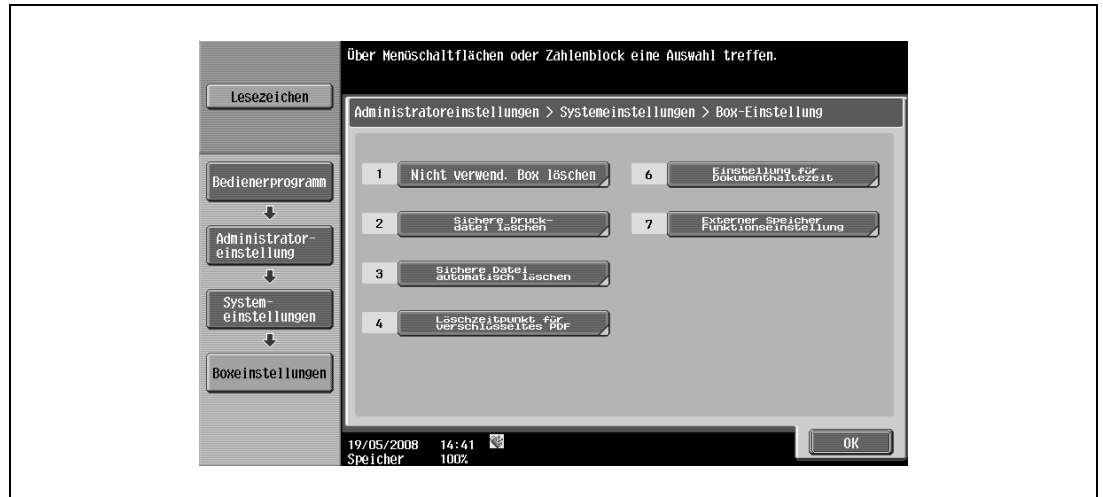 Über Menüschaltflächen oder Zahlenblock eine Auswahl treffen.
Lesezeichen
Administratoreinstellungen > Systemeinstellungen > Box-Einstellung
Bedienerprogramm
Administrator-
einstellung
System-
einstellungen
Boxeinstellungen
1 Nicht verwend. Box löschen
2 Sichere Druck-
datei löschen
3 Sichere Datei
automatisch löschen
4 Löschzeitpunkt für
verschlüsseltes PDF
6 Einstellung für
Dokumenthaltezeit
7 Externer Speicher
Funktionseinstellung
19/05/2008 14:41
Speicher 100%
OK